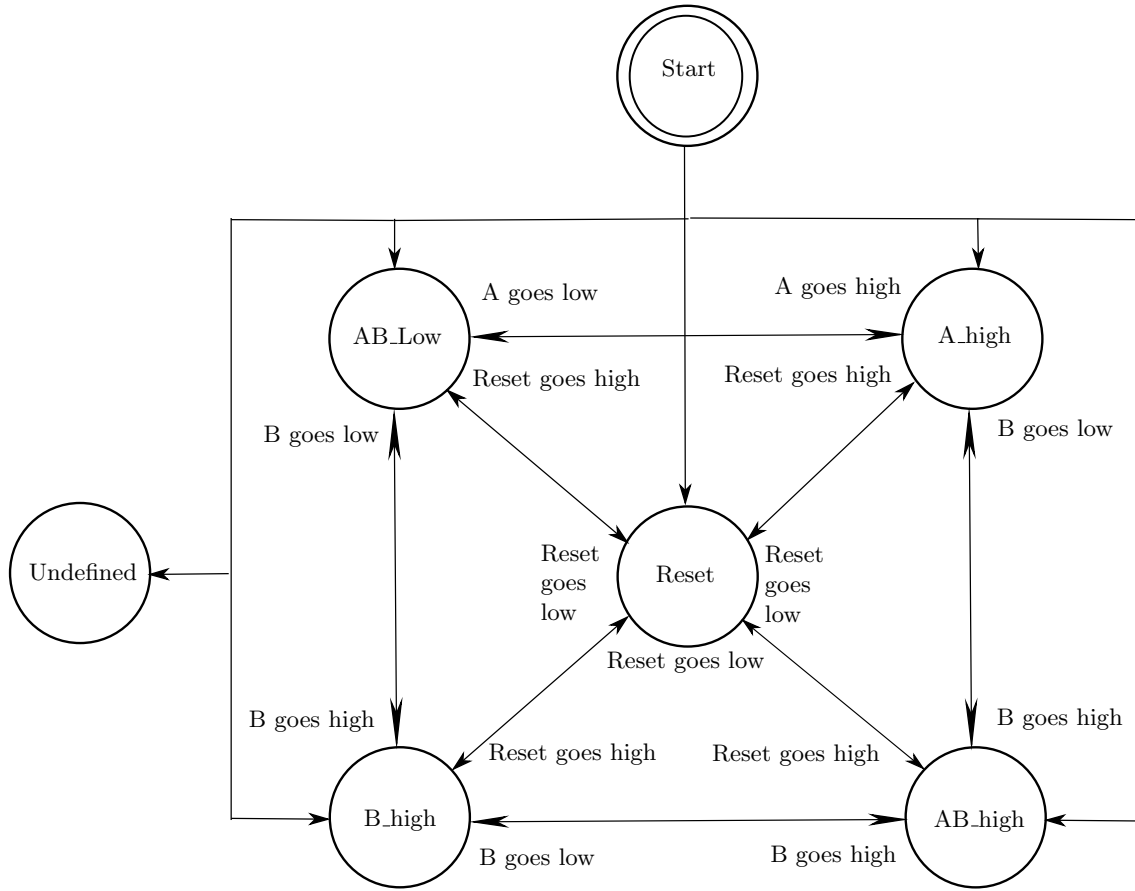 Start
A goes low
A goes high
AB_Low
A_high
Reset goes high
Reset goes high
B goes low
B goes low
Undefined
Reset
goes
low
Reset
Reset
goes
low
Reset goes low
B goes high
B goes high
Reset goes high
Reset goes high
B_high
AB_high
B goes low
B goes high